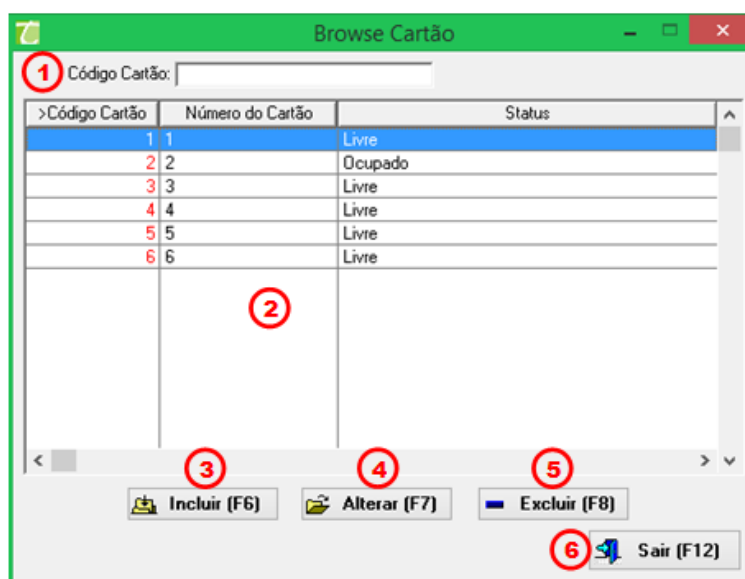 Browse Cartão
1 Código Cartão:
>Código Cartão Número do Cartão Status
1 1 Livre
2 2 Ocupado
3 3 Livre
4 4 Livre
5 5 Livre
6 6 Livre
2
3 4 5
Incluir (F6) Alterar (F7) Excluir (F8)
6 Sair (F12)